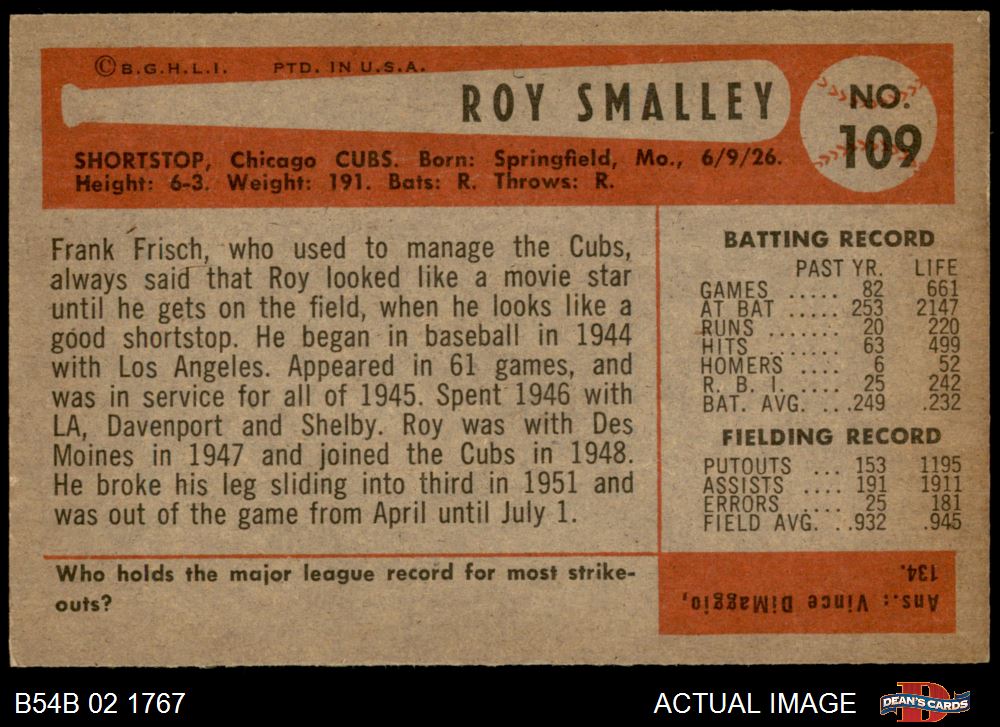 © B.G.H.L.I. PTD. IN U.S.A.
ROY SMALLEY
NO.
109
SHORTSTOP, Chicago CUBS. Born: Springfield, Mo., 6/9/26.
Height: 6-3. Weight: 191. Bats: R. Throws: R.
Frank Frisch, who used to manage the Cubs,
always said that Roy looked like a movie star
until he gets on the field, when he looks like a
good shortstop. He began in baseball in 1944
with Los Angeles. Appeared in 61 games, and
was in service for all of 1945. Spent 1946 with
LA, Davenport and Shelby. Roy was with Des
Moines in 1947 and joined the Cubs in 1948.
He broke his leg sliding into third in 1951 and
was out of the game from April until July 1.
BATTING RECORD
PAST YR. LIFE
GAMES ..... 82 661
AT BAT ..... 253 2147
RUNS ....... 20 220
HITS ....... 63 499
HOMERS .... 6 52
R. B. I. ..... 25 242
BAT. AVG. ...249 .232
FIELDING RECORD
PUTOUTS ... 153 1195
ASSISTS .... 191 1911
ERRORS .... 25 181
FIELD AVG. ..932 .945
Who holds the major league record for most strike-
outs?
Ans.: Vince DiMaggio,
134.
B54B 02 1767
ACTUAL IMAGE
D
DEAN'S CARDS